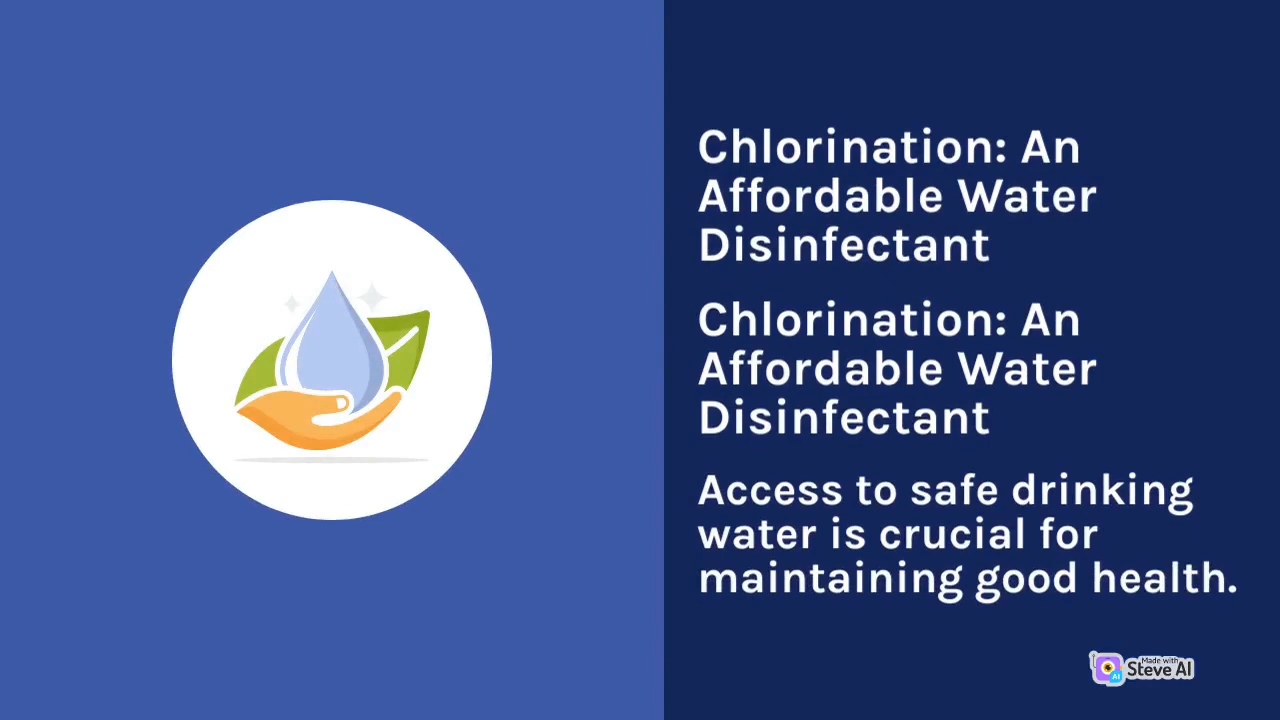 Chlorination: An
Affordable Water
Disinfectant
Chlorination: An
Affordable Water
Disinfectant
Access to safe drinking
water is crucial for
maintaining good health.
Made with
Steve AI
AI